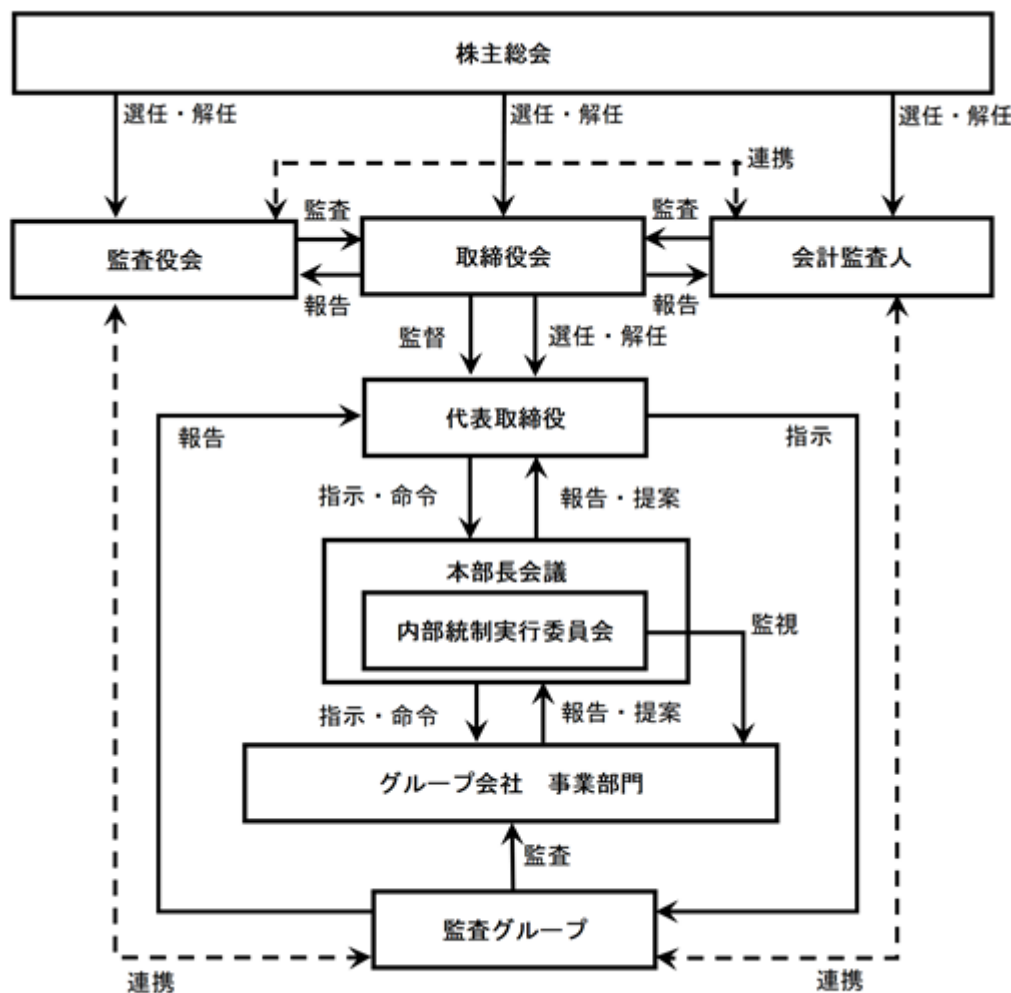 株主総会
選任・解任
選任・解任
選任・解任
連携
監査
監査
監査役会
取締役会
会計監査人
報告
報告
監督
選任・解任
代表取締役
報告
指示
指示・命令
報告・提案
本部長会議
内部統制実行委員会
監視
指示・命令
報告・提案
グループ会社　事業部門
監査
監査グループ
連携
連携